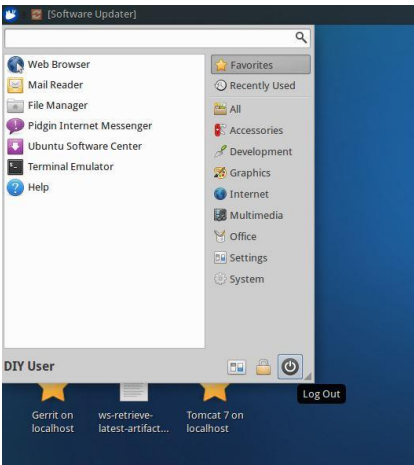 [Software Updater]
Web Browser
Mail Reader
File Manager
Pidgin Internet Messenger
Ubuntu Software Center
Terminal Emulator
Help
Favorites
Recently Used
All
Accessories
Development
Graphics
Internet
Multimedia
Office
Settings
System
DIY User
Log Out
Gerrit on
localhost
ws-retrieve-
latest-artifact...
Tomcat 7 on
localhost